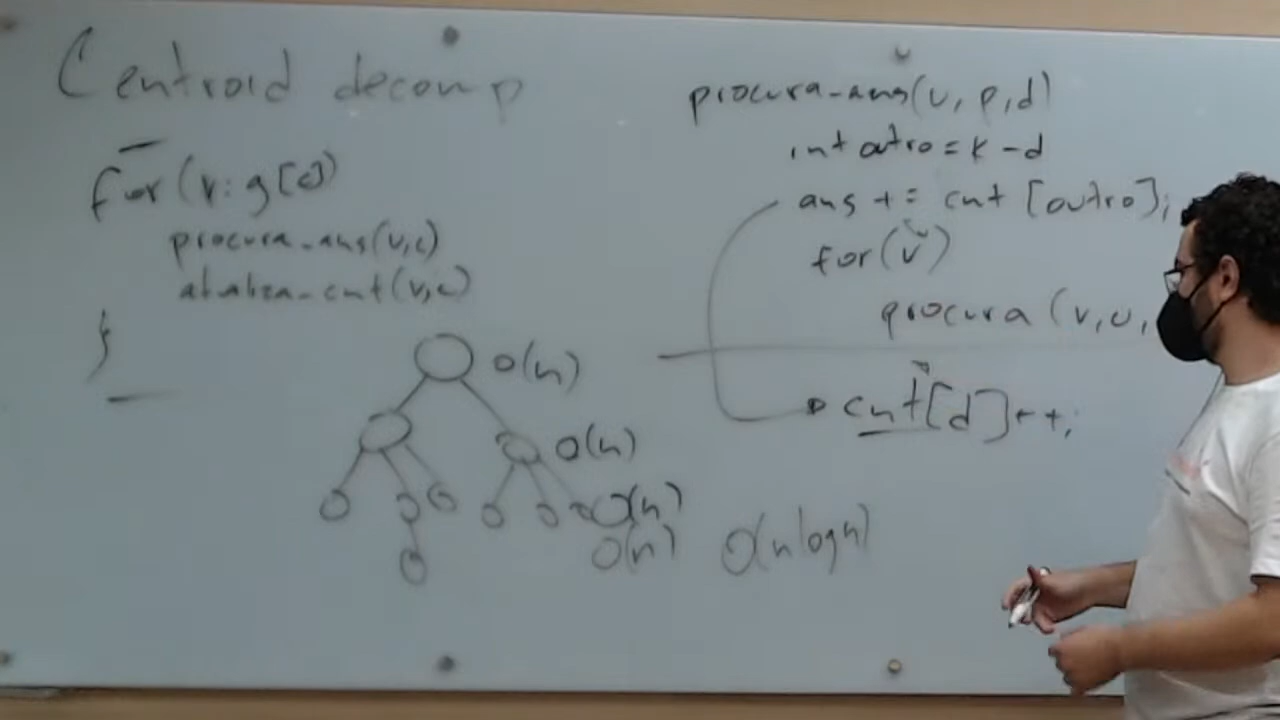 Centroid decomp
for (v: g[c])
procura-ans(v,c)
atualiza-cnt(v,c)
}
O(n)
O(n)
O(n)
O(n)
O(n log n)
procura-ans(v, p, d)
int outro = k - d
ans += cnt [outro];
for(v)
procura (v, u,
cnt[d]++;